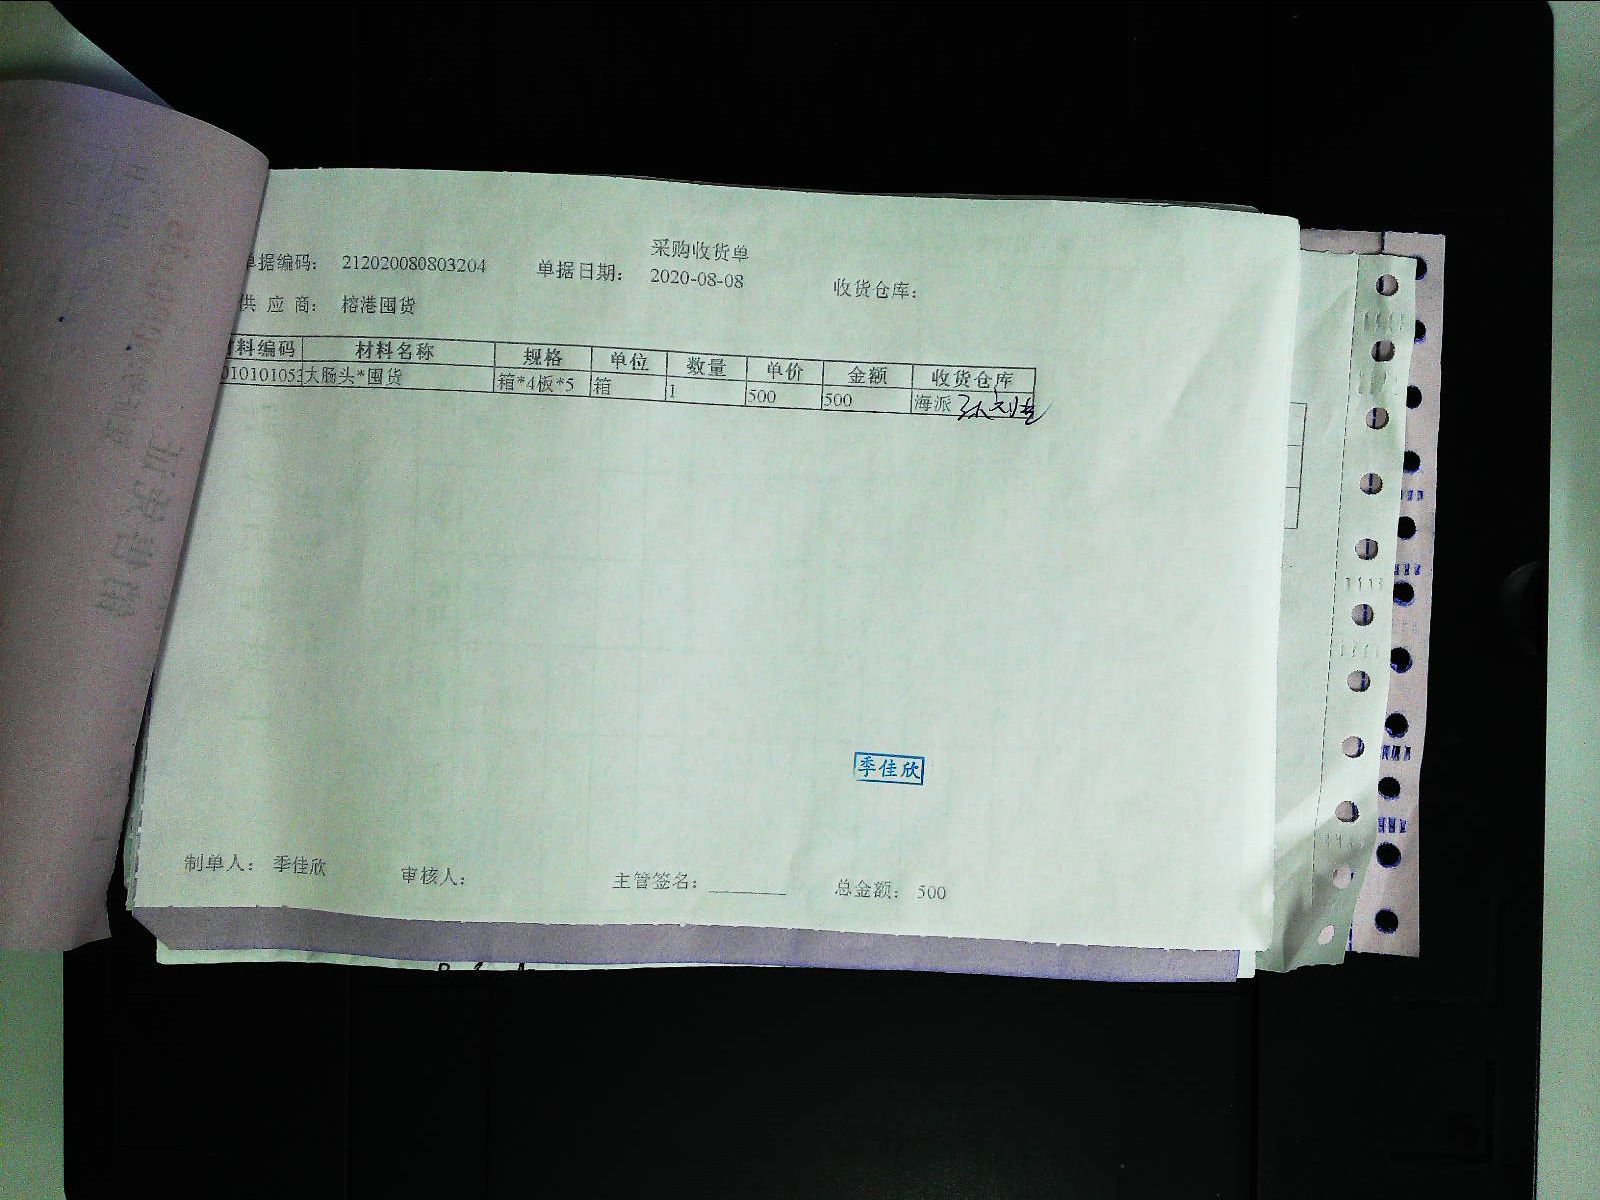 采购收货单
单据编码： 212020080803204 单据日期： 2020-08-08 收货仓库：
供 应 商： 榕港囤货
材料编码 材料名称 规格 单位 数量 单价 金额 收货仓库
010101053 大肠头*囤货 箱*4板*5 箱 1 500 500 海派
季佳欣
制单人： 季佳欣 审核人： 主管签名：________ 总金额： 500